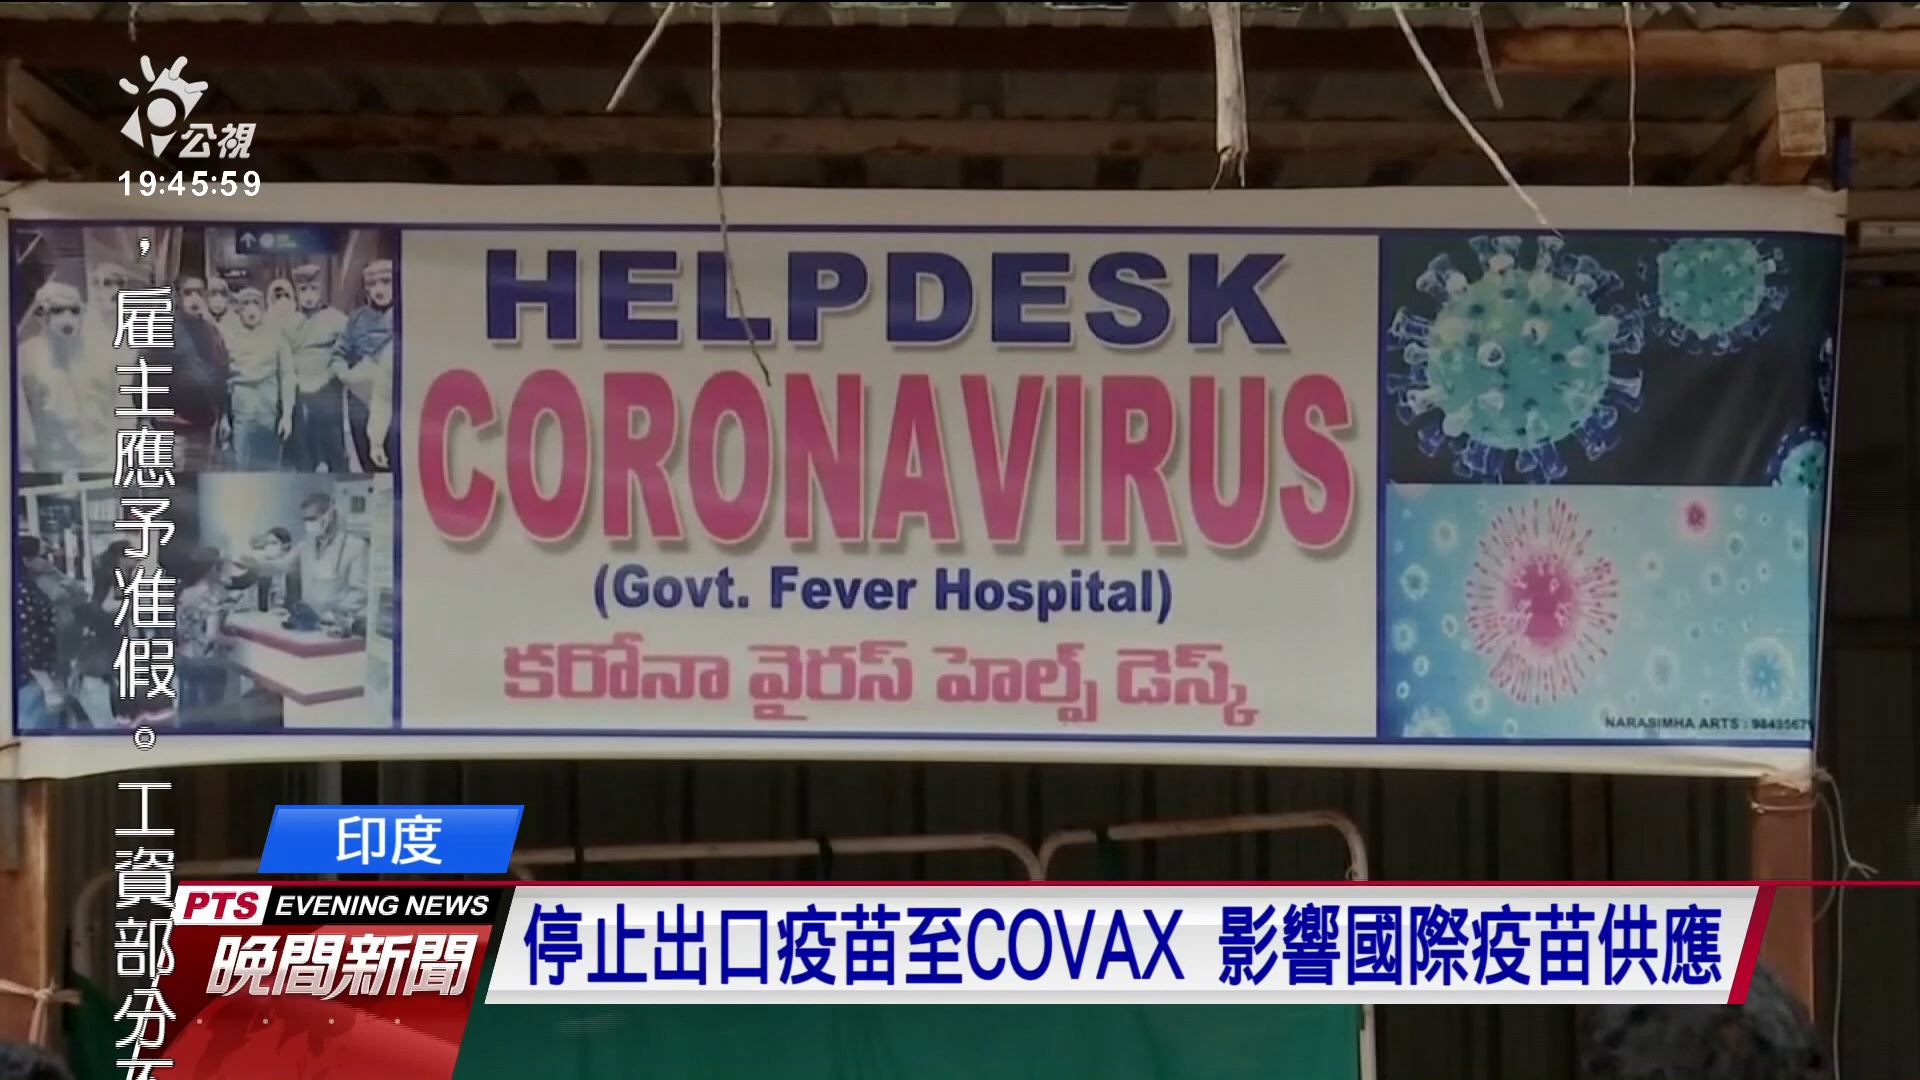 公視
19:45:59
，雇主應予准假。工資部分
HELPDESK
CORONAVIRUS
(Govt. Fever Hospital)
కరోనా వైరస్ హెల్ప్ డెస్క్
NARASIMHA ARTS : 9849567
印度
PTS EVENING NEWS
晚間新聞
停止出口疫苗至COVAX 影響國際疫苗供應